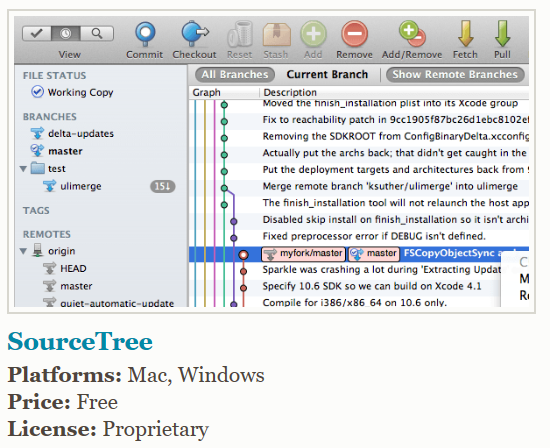 View
Commit
Checkout
Reset
Stash
Add
Remove
Add/Remove
Fetch
Pull
FILE STATUS
Working Copy
BRANCHES
delta-updates
master
test
ulimerge 151
TAGS
REMOTES
origin
HEAD
master
quiet-automatic-update
All Branches Current Branch Show Remote Branches
Graph Description
Moved the finish_installation plist into its Xcode group
Fix to reachability patch in 9cc1905f87bc26d1ebc8102ef
Removing the SDKROOT from ConfigBinaryDelta.xcconfig
Actually put the archs back; that didn't get caught in the
Put the deployment targets and architectures back from
Merge remote branch 'ksuther/ulimerge' into ulimerge
The finish_installation tool will not relaunch the host app
Disabled skip install on finish_installation so it isn't archi
Fixed preprocessor error if DEBUG isn't defined.
myfork/master master FSCopyObjectSync
Sparkle was crashing a lot during 'Extracting Updat
Specify 10.6 SDK so we can build on Xcode 4.1
Compile for i386/x86_64 on 10.6 only.
SourceTree
Platforms: Mac, Windows
Price: Free
License: Proprietary